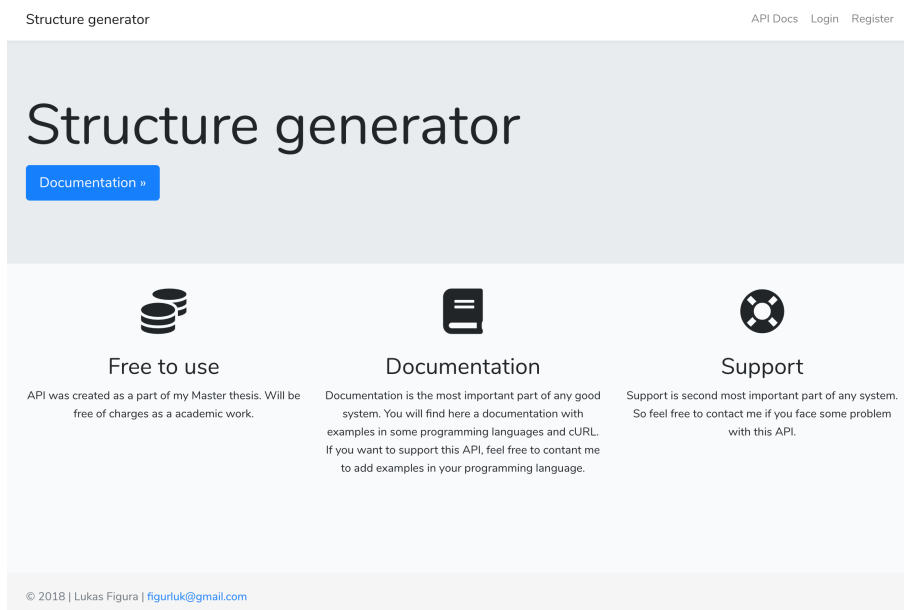 Structure generator
API Docs Login Register
Structure generator
Documentation »
Free to use
API was created as a part of my Master thesis. Will be
free of charges as a academic work.
Documentation
Documentation is the most important part of any good
system. You will find here a documentation with
examples in some programming languages and cURL.
If you want to support this API, feel free to contant me
to add examples in your programming language.
Support
Support is second most important part of any system.
So feel free to contact me if you face some problem
with this API.
© 2018 | Lukas Figura | figurluk@gmail.com